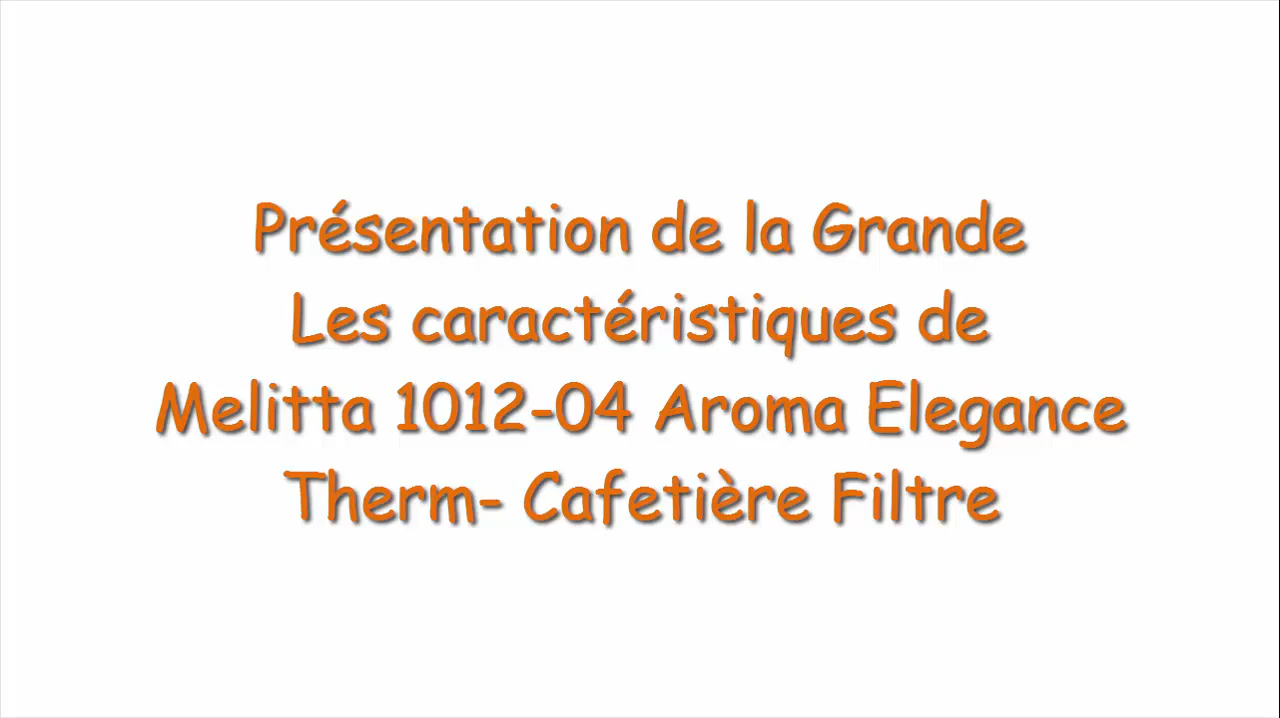 Présentation de la Grande
Les caractéristiques de
Melitta 1012-04 Aroma Elegance
Therm- Cafetière Filtre